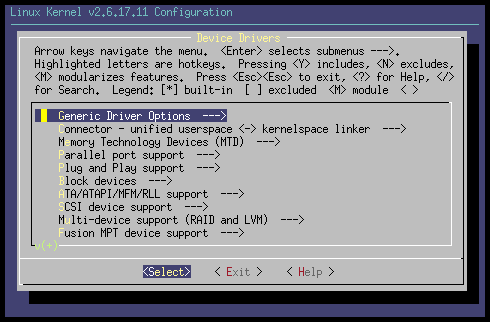 Linux Kernel v2.6.17.11 Configuration
Device Drivers
Arrow keys navigate the menu.  <Enter> selects submenus --->.
Highlighted letters are hotkeys.  Pressing <Y> includes, <N> excludes,
<M> modularizes features.  Press <Esc><Esc> to exit, <?> for Help, </>
for Search.  Legend: [*] built-in  [ ] excluded  <M> module  < >
Generic Driver Options  --->
Connector - unified userspace <-> kernelspace linker  --->
Memory Technology Devices (MTD)  --->
Parallel port support  --->
Plug and Play support  --->
Block devices  --->
ATA/ATAPI/MFM/RLL support  --->
SCSI device support  --->
Multi-device support (RAID and LVM)  --->
Fusion MPT device support  --->
v(+)
<Select>    < Exit >    < Help >